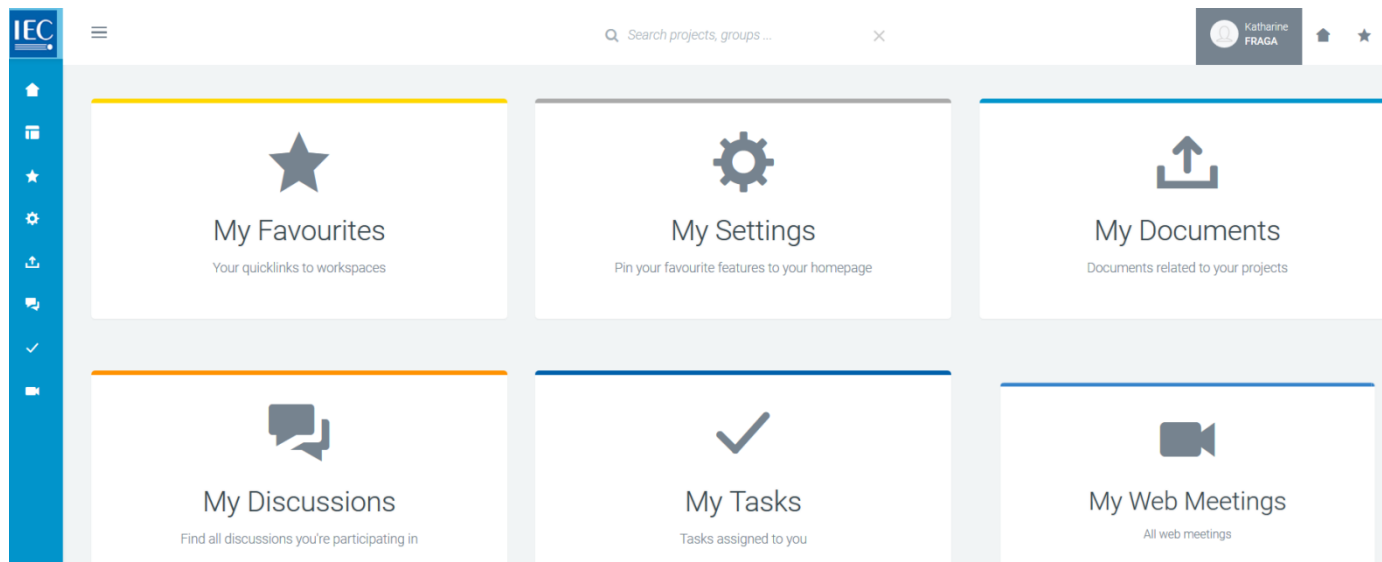 IEC
Search projects, groups ...
Katharine
FRAGA
My Favourites
Your quicklinks to workspaces
My Settings
Pin your favourite features to your homepage
My Documents
Documents related to your projects
My Discussions
Find all discussions you're participating in
My Tasks
Tasks assigned to you
My Web Meetings
All web meetings